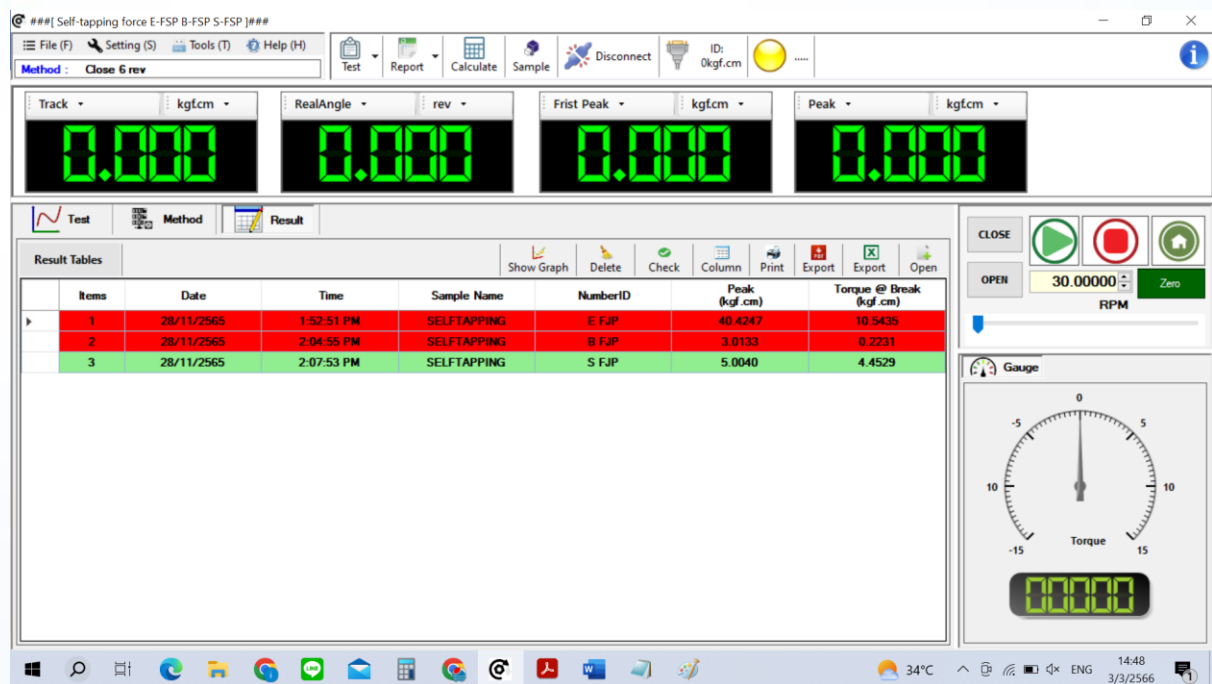 ###[ Self-tapping force E-FSP B-FSP S-FSP ]###
File (F) Setting (S) Tools (T) Help (H)
Method : Close 6 rev
Test Report Calculate Sample Disconnect ID: 0kgf.cm .....
Track kgf.cm RealAngle rev Frist Peak kgf.cm Peak kgf.cm
0.000 0.000 0.000 0.000
Test Method Result
Result Tables
Show Graph Delete Check Column Print Export Export Open
Items Date Time Sample Name NumberID Peak (kgf.cm) Torque @ Break (kgf.cm)
1 28/11/2565 1:52:51 PM SELFTAPPING E FJP 40.4247 10.5435
2 28/11/2565 2:04:55 PM SELFTAPPING B FJP 3.0133 0.2231
3 28/11/2565 2:07:53 PM SELFTAPPING S FJP 5.0040 4.4529
CLOSE
OPEN
30.00000 Zero
RPM
Gauge
0
-5 5
10 10
-15 15
Torque
00000
34°C ENG 14:48
3/3/2566
1